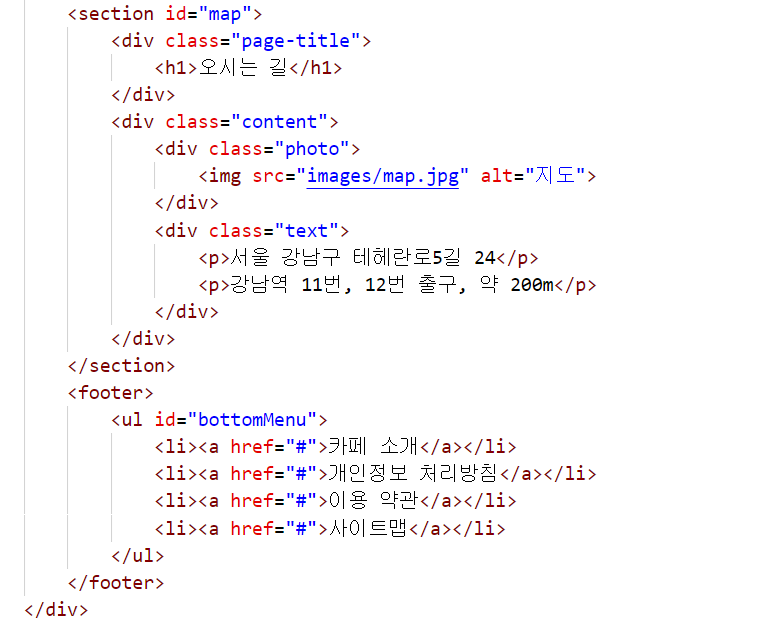 <section id="map">
<div class="page-title">
<h1>오시는 길</h1>
</div>
<div class="content">
<div class="photo">
<img src="images/map.jpg" alt="지도">
</div>
<div class="text">
<p>서울 강남구 테헤란로5길 24</p>
<p>강남역 11번, 12번 출구, 약 200m</p>
</div>
</div>
</section>
<footer>
<ul id="bottomMenu">
<li><a href="#">카페 소개</a></li>
<li><a href="#">개인정보 처리방침</a></li>
<li><a href="#">이용 약관</a></li>
<li><a href="#">사이트맵</a></li>
</ul>
</footer>
</div>